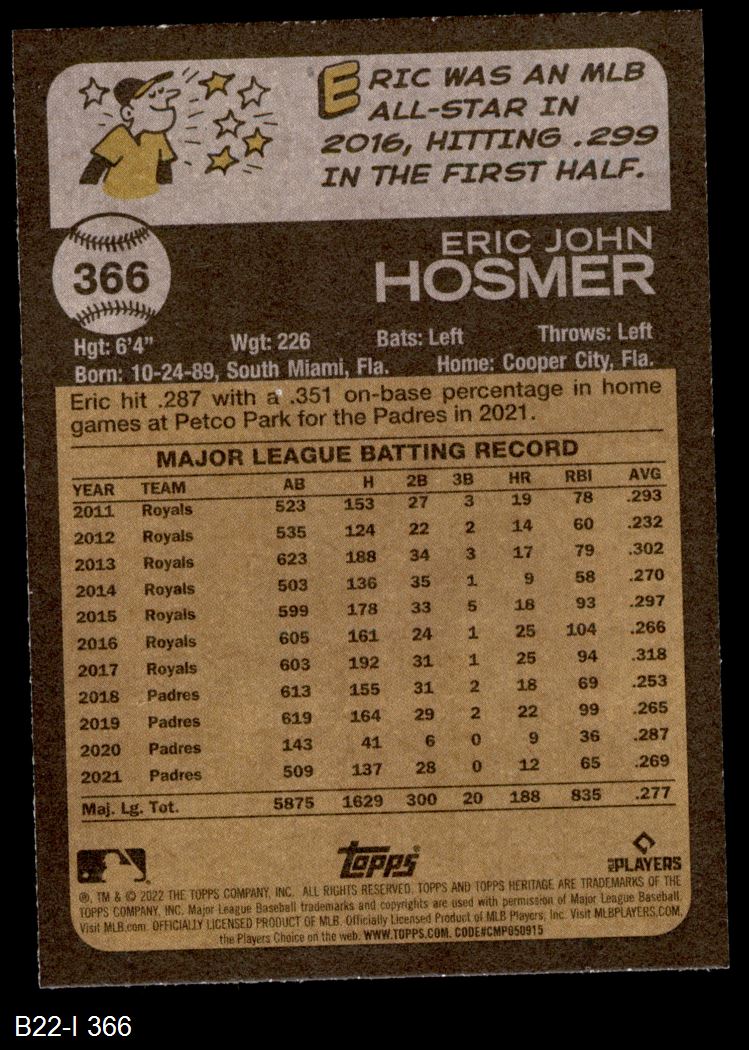 ERIC WAS AN MLB
ALL-STAR IN
2016, HITTING .299
IN THE FIRST HALF.
366
ERIC JOHN
HOSMER
Hgt: 6'4" Wgt: 226 Bats: Left Throws: Left
Born: 10-24-89, South Miami, Fla. Home: Cooper City, Fla.
Eric hit .287 with a .351 on-base percentage in home
games at Petco Park for the Padres in 2021.
MAJOR LEAGUE BATTING RECORD
YEAR TEAM AB H 2B 3B HR RBI AVG
2011 Royals 523 153 27 3 19 78 .293
2012 Royals 535 124 22 2 14 60 .232
2013 Royals 623 188 34 3 17 79 .302
2014 Royals 503 136 35 1 9 58 .270
2015 Royals 599 178 33 5 18 93 .297
2016 Royals 605 161 24 1 25 104 .266
2017 Royals 603 192 31 1 25 94 .318
2018 Padres 613 155 31 2 18 69 .253
2019 Padres 619 164 29 2 22 99 .265
2020 Padres 143 41 6 0 9 36 .287
2021 Padres 509 137 28 0 12 65 .269
Maj. Lg. Tot. 5875 1629 300 20 188 835 .277
Topps
MLB PLAYERS
®, TM & © 2022 THE TOPPS COMPANY, INC. ALL RIGHTS RESERVED. TOPPS AND TOPPS HERITAGE ARE TRADEMARKS OF THE
TOPPS COMPANY, INC. Major League Baseball trademarks and copyrights are used with permission of Major League Baseball.
Visit MLB.com. OFFICIALLY LICENSED PRODUCT OF MLB. Officially Licensed Product of MLB Players, Inc. Visit MLBPLAYERS.COM,
the Players Choice on the web. WWW.TOPPS.COM. CODE#CMP050915
B22-I 366